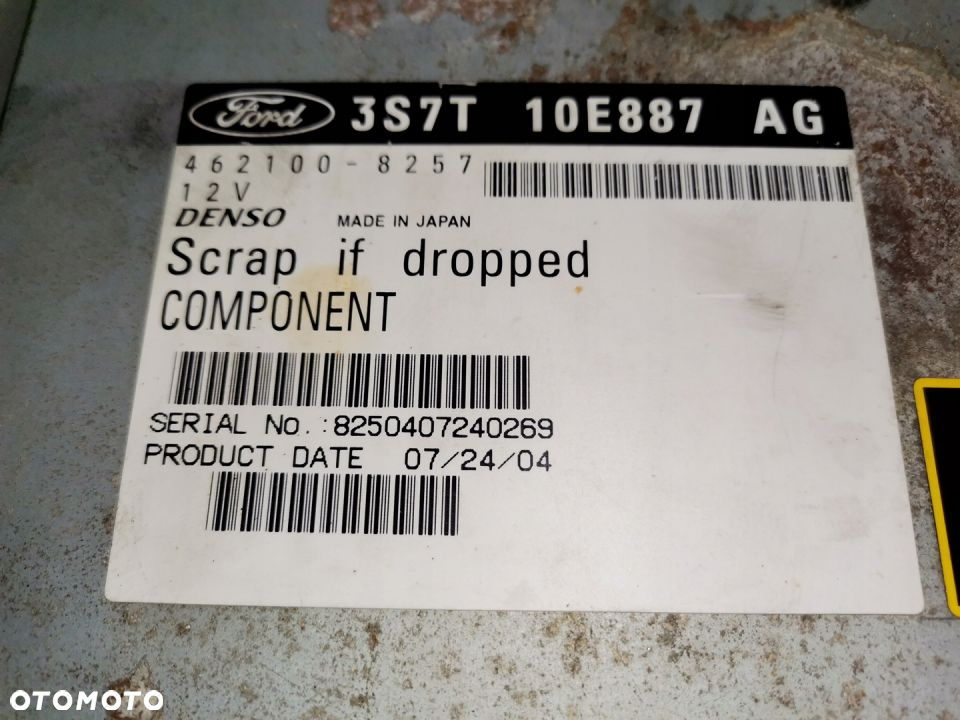 Ford 3S7T 10E887 AG
462100-8257
12V
DENSO MADE IN JAPAN
Scrap if dropped
COMPONENT
SERIAL No.:8250407240269
PRODUCT DATE 07/24/04
OTOMOTO